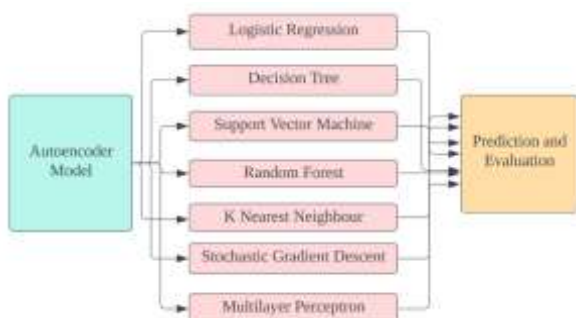 Logistic Regression
Decision Tree
Support Vector Machine
Autoencoder
Model
Random Forest
K Nearest Neighbour
Stochastic Gradient Descent
Multilayer Perceptron
Prediction and
Evaluation